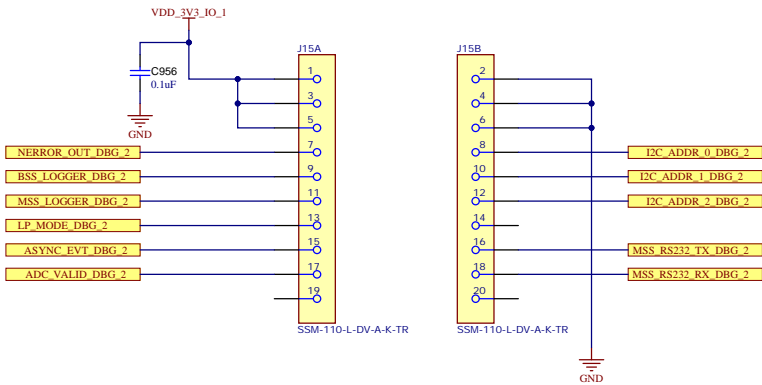 VDD_3V3_IO_1
J15A
J15B
C956
0.1uF
GND
1
3
5
7
9
11
13
15
17
19
2
4
6
8
10
12
14
16
18
20
NERROR_OUT_DBG_2
BSS_LOGGER_DBG_2
MSS_LOGGER_DBG_2
LP_MODE_DBG_2
ASYNC_EVT_DBG_2
ADC_VALID_DBG_2
I2C_ADDR_0_DBG_2
I2C_ADDR_1_DBG_2
I2C_ADDR_2_DBG_2
MSS_RS232_TX_DBG_2
MSS_RS232_RX_DBG_2
SSM-110-L-DV-A-K-TR
SSM-110-L-DV-A-K-TR
GND